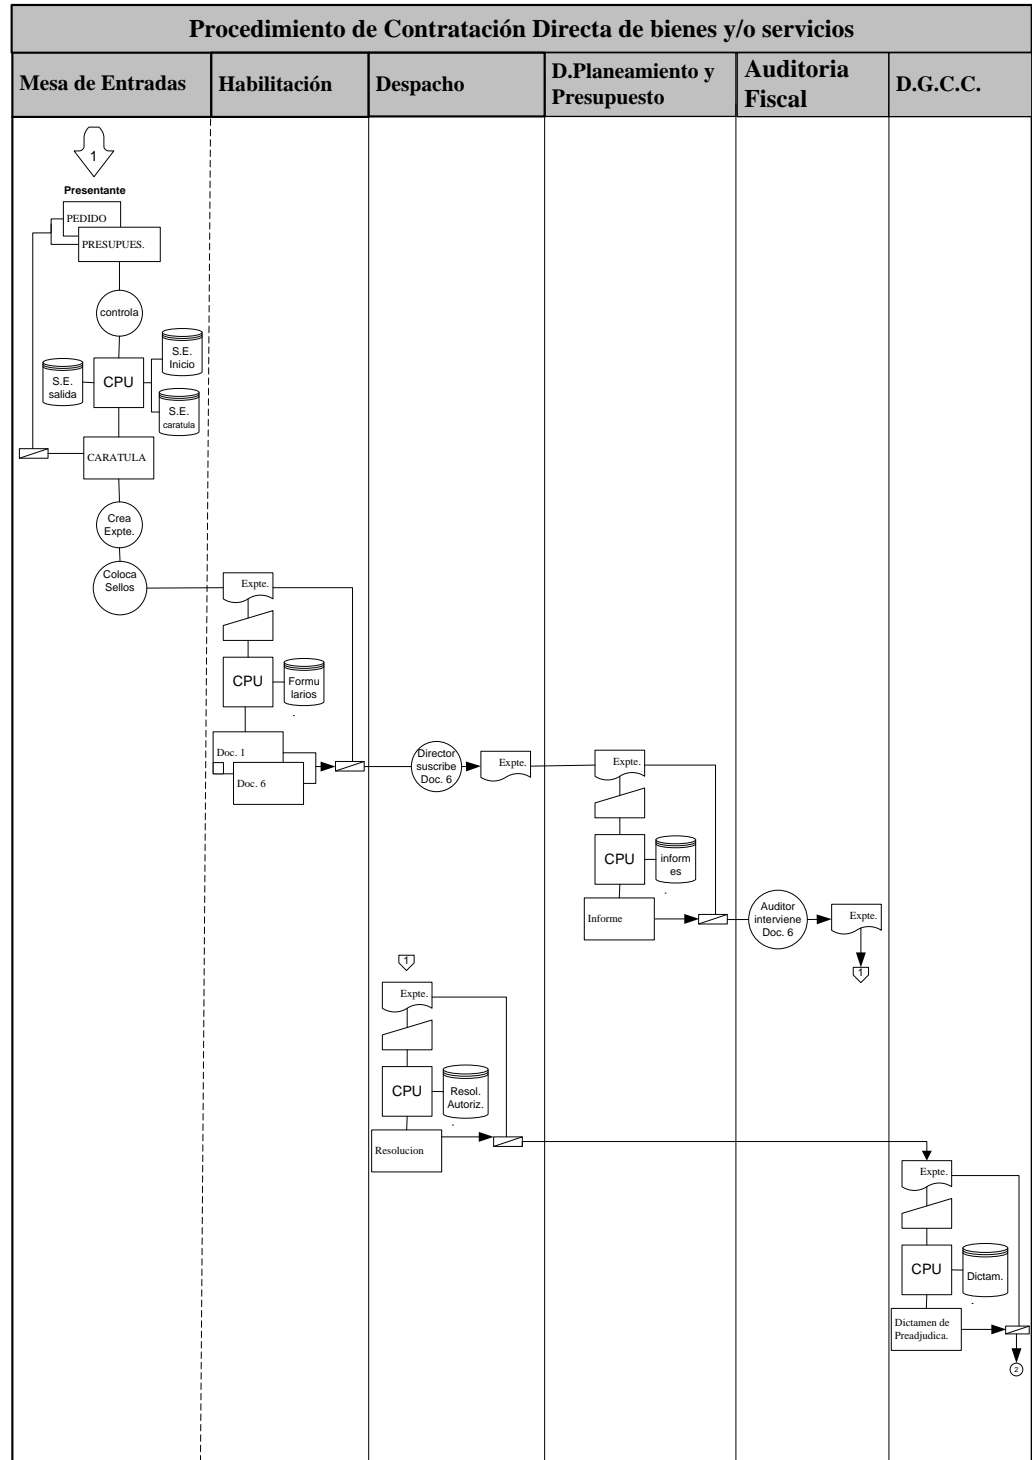 Procedimiento de Contratación Directa de bienes y/o servicios
Mesa de Entradas
Habilitación
Despacho
D.Planeamiento y
Presupuesto
Auditoria
Fiscal
D.G.C.C.
1
Presentante
PEDIDO
PRESUPUES.
controla
S.E.
Inicio
CPU
S.E.
salida
S.E.
caratula
CARATULA
Crea
Expte.
Coloca
Sellos
Expte.
CPU
Formu
larios
Doc. 1
Doc. 6
Director
suscribe
Doc. 6
Expte.
Expte.
CPU
inform
es
Informe
Auditor
interviene
Doc. 6
Expte.
1
1
Expte.
CPU
Resol.
Autoriz.
Resolucion
Expte.
CPU
Dictam.
Dictamen de
Preadjudica.
2